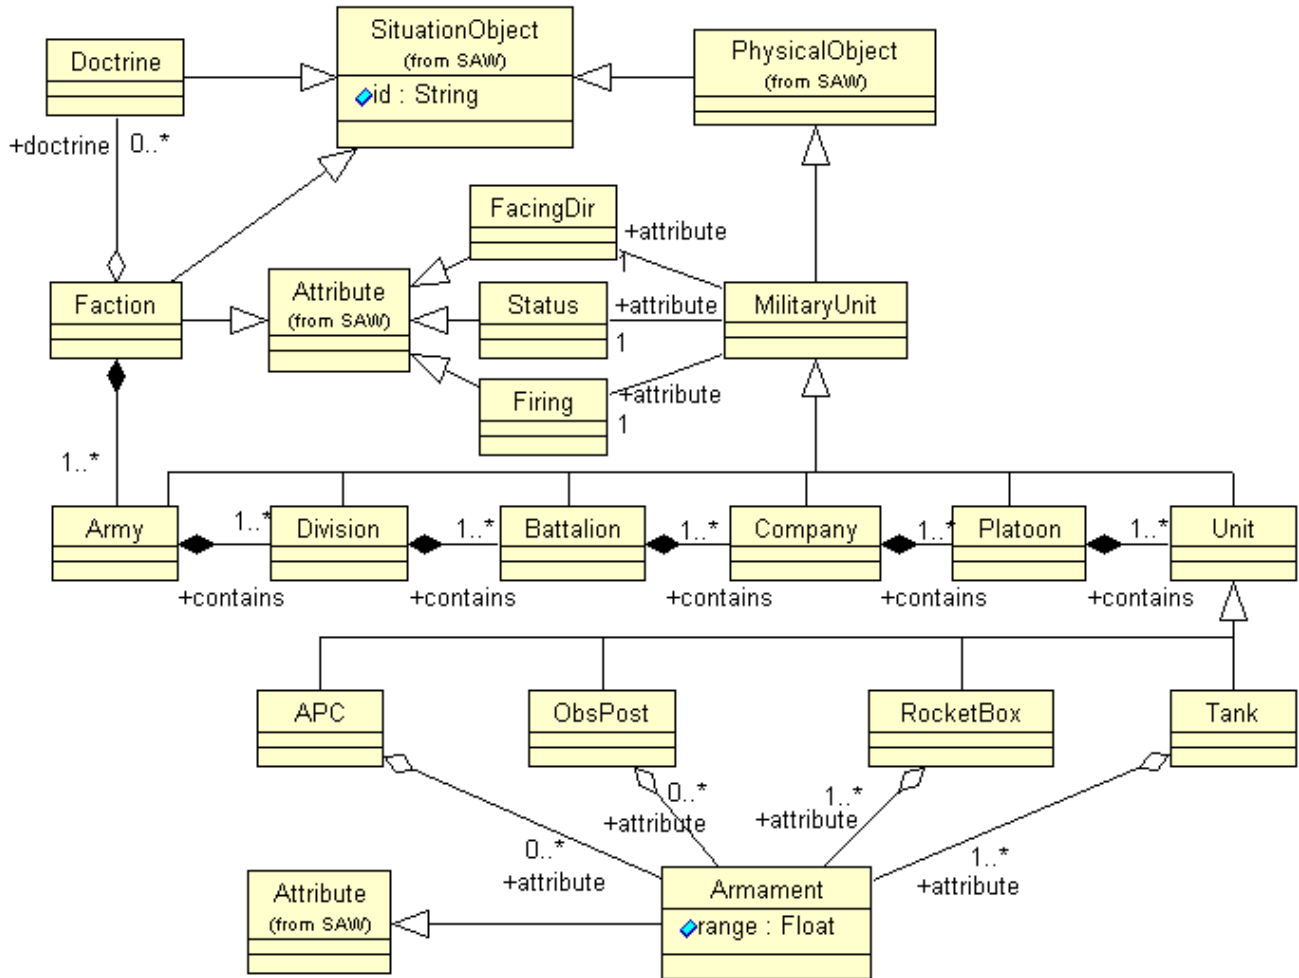 SituationObject
(from SAW)
id : String
Doctrine
PhysicalObject
(from SAW)
+doctrine
0..*
FacingDir
+attribute
1
Attribute
(from SAW)
Faction
Status
+attribute
1
MilitaryUnit
Firing
+attribute
1
1..*
Army
1..*
Division
1..*
Battalion
1..*
Company
1..*
Platoon
1..*
Unit
+contains
+contains
+contains
+contains
+contains
APC
ObsPost
RocketBox
Tank
0..*
+attribute
1..*
+attribute
0..*
+attribute
1..*
+attribute
Attribute
(from SAW)
Armament
range : Float